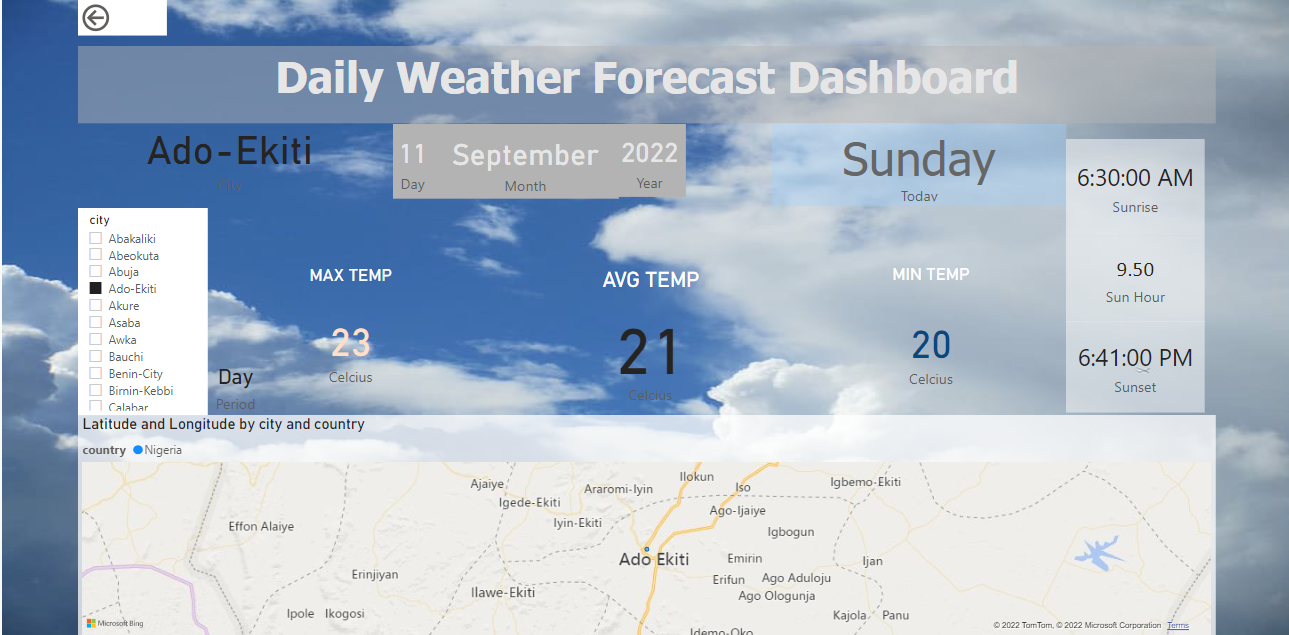 Daily Weather Forecast Dashboard
Ado-Ekiti
City
11
Day
September
Month
2022
Year
Sunday
Today
6:30:00 AM
Sunrise
9.50
Sun Hour
6:41:00 PM
Sunset
city
Abakaliki
Abeokuta
Abuja
Ado-Ekiti
Akure
Asaba
Awka
Bauchi
Benin-City
Birnin-Kebbi
Calabar
Day
Period
MAX TEMP
23
Celcius
AVG TEMP
21
Celcius
MIN TEMP
20
Celcius
Latitude and Longitude by city and country
country Nigeria
Ajaiye
Araromi-Iyin
Ilokun
Iso
Igbemo-Ekiti
Igede-Ekiti
Ago-Ijaiye
Effon Alaiye
Iyin-Ekiti
Igbogun
Ado Ekiti
Emirin
Ijan
Erinjiyan
Erifun
Ago Aduloju
Ilawe-Ekiti
Ago Ologunja
Ipole
Ikogosi
Kajola
Panu
Idemo-Oko
Microsoft Bing
© 2022 TomTom, © 2022 Microsoft Corporation Terms